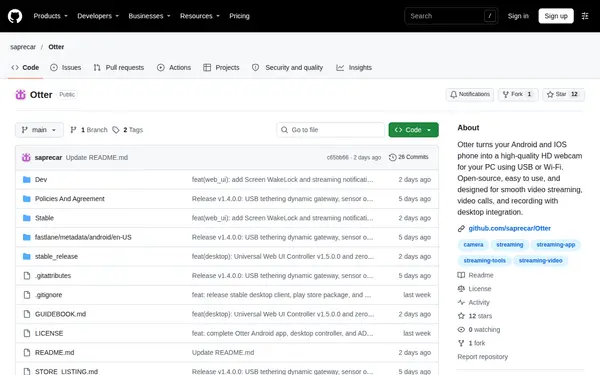 Products Developers Businesses Resources Pricing Search / Sign in Sign up
saprecar / Otter
Code Issues Pull requests Actions Projects Security and quality Insights
Otter Public Notifications Fork 1 Star 12
main 1 Branch 2 Tags Go to file Code
saprecar Update README.md c65bb66 · 2 days ago 26 Commits
Dev feat(web_ui): add Screen WakeLock and streaming notificati... 2 days ago
Policies And Agreement Release v1.4.0.0: USB tethering dynamic gateway, sensor o... 5 days ago
Stable feat(web_ui): add Screen WakeLock and streaming notificati... 2 days ago
fastlane/metadata/android/en-US Release v1.4.0.0: USB tethering dynamic gateway, sensor o... 5 days ago
stable_release feat(desktop): Universal Web UI Controller v1.5.0.0 and zero... 2 days ago
.gitattributes Release v1.4.0.0: USB tethering dynamic gateway, sensor o... 5 days ago
.gitignore feat: release stable desktop client, play store package, and ... last week
GUIDEBOOK.md feat(desktop): Universal Web UI Controller v1.5.0.0 and zero... 2 days ago
LICENSE feat: complete Otter Android app, desktop controller, and AD... last week
README.md Update README.md 2 days ago
STORE_LISTING.md Release v1.4.0.0: USB tethering dynamic gateway, sensor o... 5 days ago
About
Otter turns your Android and IOS
phone into a high-quality HD webcam
for your PC using USB or Wi-Fi.
Open-source, easy to use, and
designed for smooth video streaming,
video calls, and recording with
desktop integration.
github.com/saprecar/Otter
camera streaming streaming-app
streaming-tools streaming-video
Readme
License
Activity
12 stars
0 watching
1 fork
Report repository